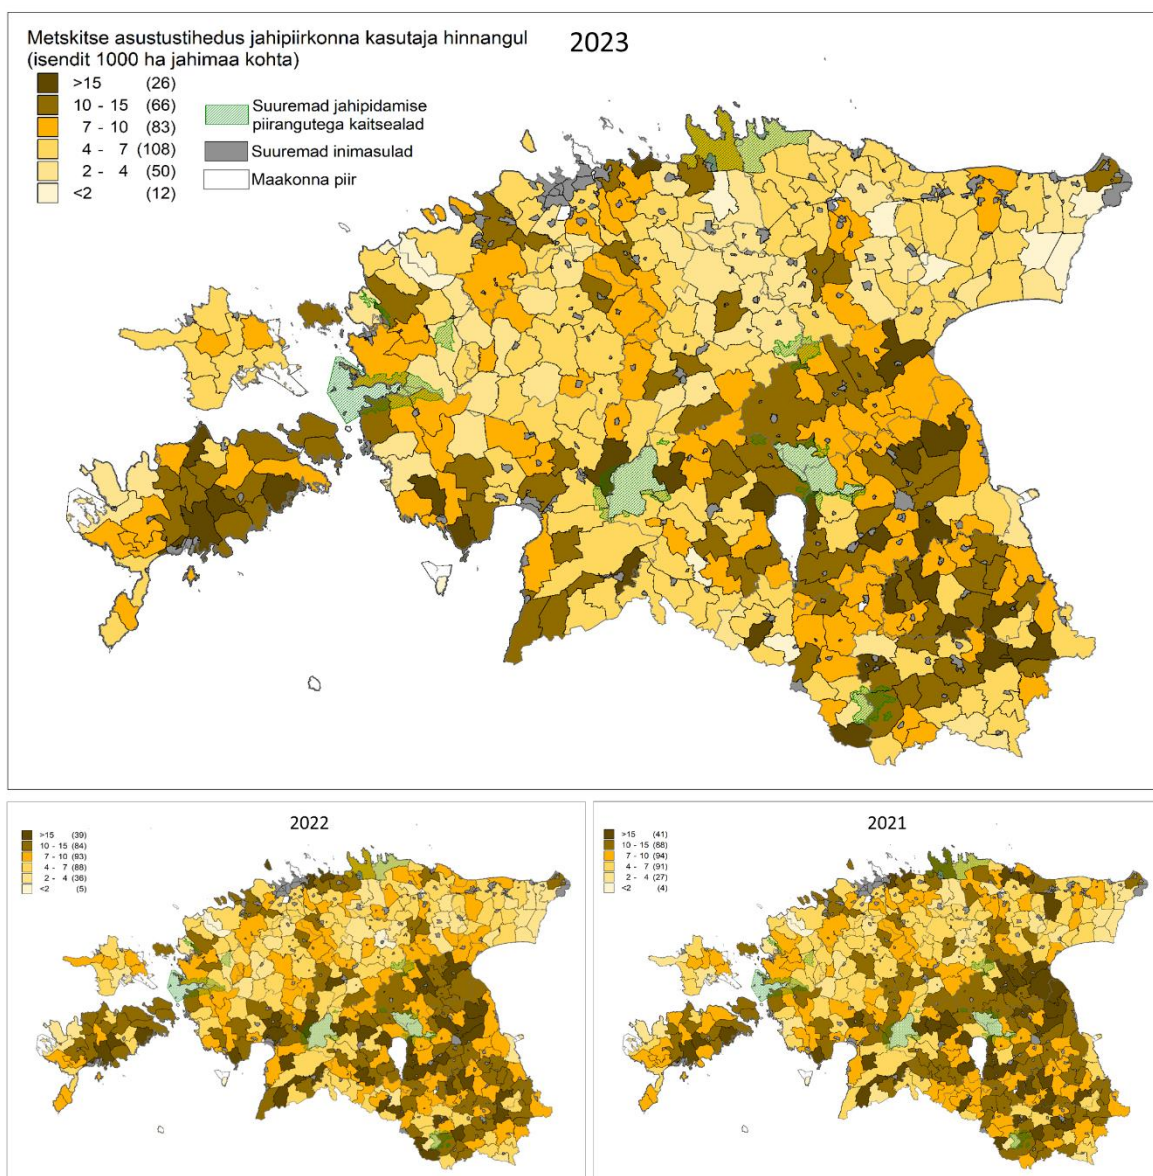 Metskitse asustustihedus jahipiirkonna kasutaja hinnangul
(isendit 1000 ha jahimaa kohta)
2023
>15 (26)
10 - 15 (66)
7 - 10 (83)
4 - 7 (108)
2 - 4 (50)
<2 (12)
Suuremad jahipidamise
piirangutega kaitsealad
Suuremad inimasulad
Maakonna piir
2022
>15 (39)
10 - 15 (84)
7 - 10 (93)
4 - 7 (88)
2 - 4 (36)
<2 (5)
2021
>15 (41)
10 - 15 (88)
7 - 10 (94)
4 - 7 (91)
2 - 4 (27)
<2 (4)